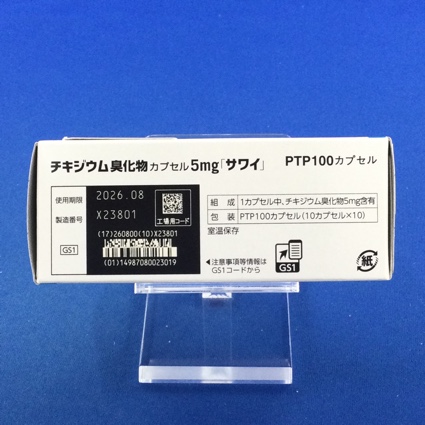 チキジウム臭化物カプセル5mg「サワイ」 PTP100カプセル
使用期限 2026.08
製造番号 X23801
工場用コード
組成 1カプセル中、チキジウム臭化物5mg含有
包装 PTP100カプセル(10カプセル×10)
室温保存
GS1
(17)260800(10)X23801
(01)14987080023019
▲注意事項等情報は
GS1コードから
GS1
紙